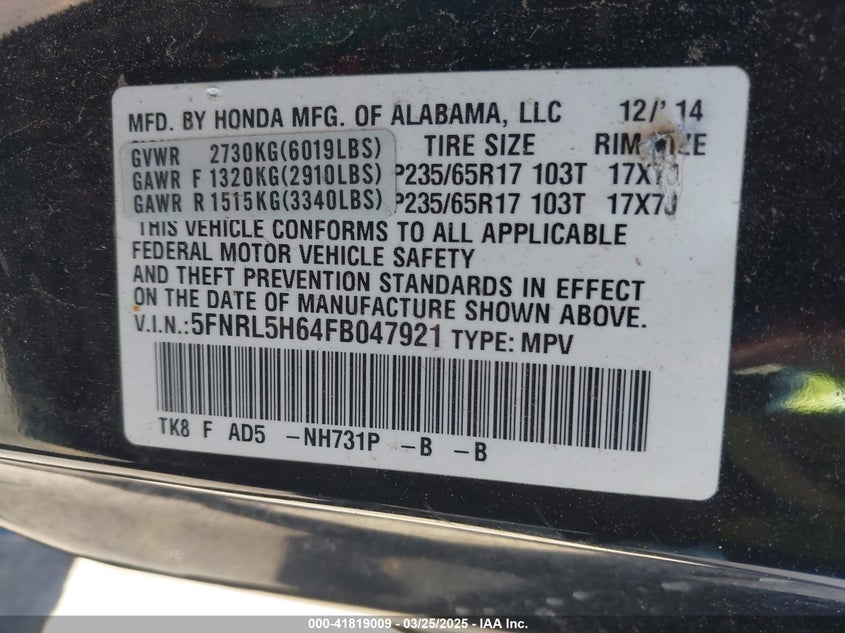 MFD. BY HONDA MFG. OF ALABAMA, LLC 12/'14
TIRE SIZE RIM SIZE
GVWR 2730KG(6019LBS)
GAWR F 1320KG(2910LBS) P235/65R17 103T 17X7J
GAWR R 1515KG(3340LBS) P235/65R17 103T 17X7J
THIS VEHICLE CONFORMS TO ALL APPLICABLE
FEDERAL MOTOR VEHICLE SAFETY
AND THEFT PREVENTION STANDARDS IN EFFECT
ON THE DATE OF MANUFACTURE SHOWN ABOVE.
V.I.N.:5FNRL5H64FB047921 TYPE: MPV
TK8 F AD5 -NH731P -B -B
000-41819009 - 03/25/2025 - IAA Inc.